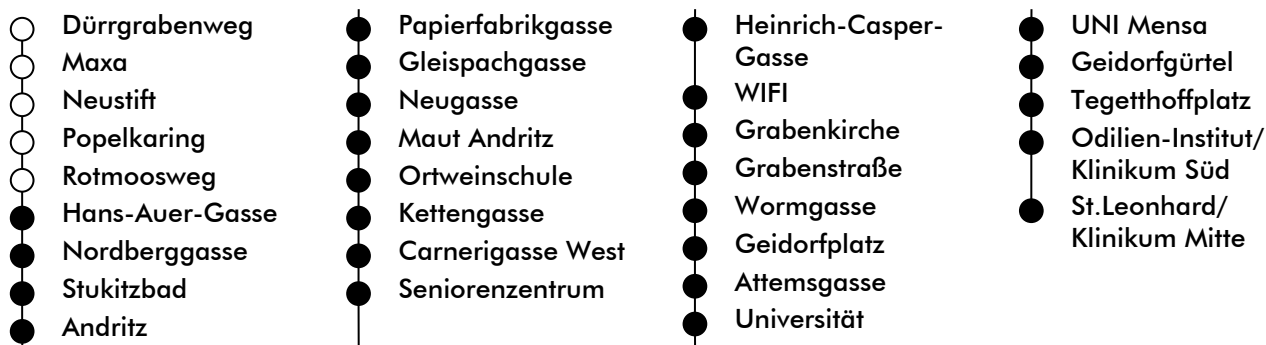 Dürrgrabenweg
Maxa
Neustift
Popelkaring
Rotmoosweg
Hans-Auer-Gasse
Nordberggasse
Stukitzbad
Andritz
Papierfabrikgasse
Gleispachgasse
Neugasse
Maut Andritz
Ortweinschule
Kettengasse
Carnerigasse West
Seniorenzentrum
Heinrich-Casper-
Gasse
WIFI
Grabenkirche
Grabenstraße
Wormgasse
Geidorfplatz
Attemsgasse
Universität
UNI Mensa
Geidorfgürtel
Tegetthoffplatz
Odilien-Institut/
Klinikum Süd
St.Leonhard/
Klinikum Mitte